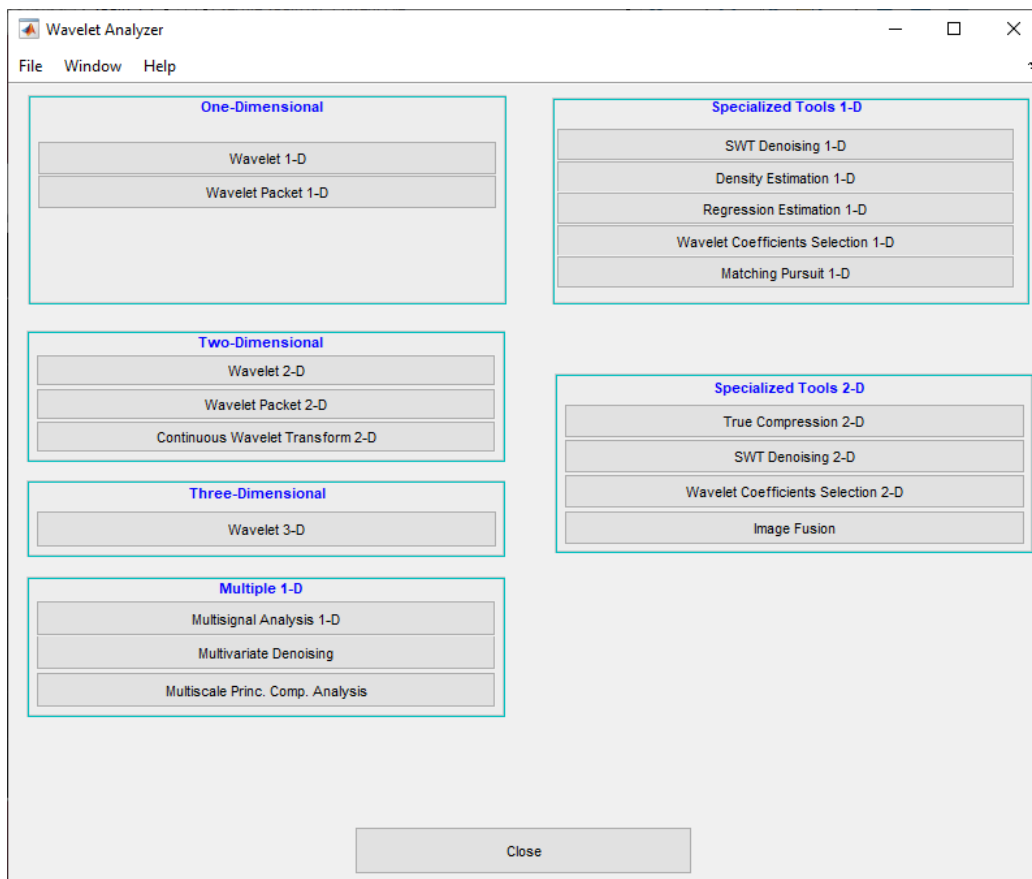 Wavelet Analyzer
File Window Help
One-Dimensional
Wavelet 1-D
Wavelet Packet 1-D
Two-Dimensional
Wavelet 2-D
Wavelet Packet 2-D
Continuous Wavelet Transform 2-D
Three-Dimensional
Wavelet 3-D
Multiple 1-D
Multisignal Analysis 1-D
Multivariate Denoising
Multiscale Princ. Comp. Analysis
Specialized Tools 1-D
SWT Denoising 1-D
Density Estimation 1-D
Regression Estimation 1-D
Wavelet Coefficients Selection 1-D
Matching Pursuit 1-D
Specialized Tools 2-D
True Compression 2-D
SWT Denoising 2-D
Wavelet Coefficients Selection 2-D
Image Fusion
Close